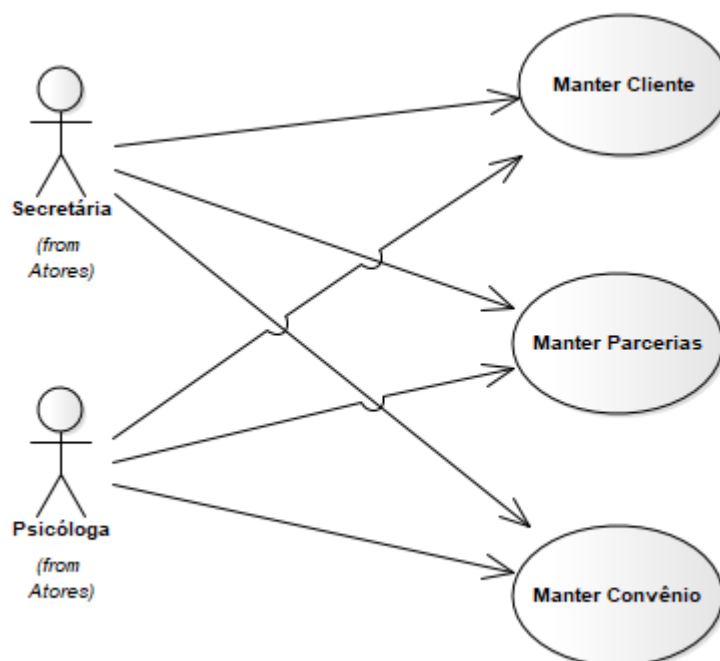 Manter Cliente
Secretária
(from
Atores)
Manter Parcerias
Psicóloga
(from
Atores)
Manter Convênio